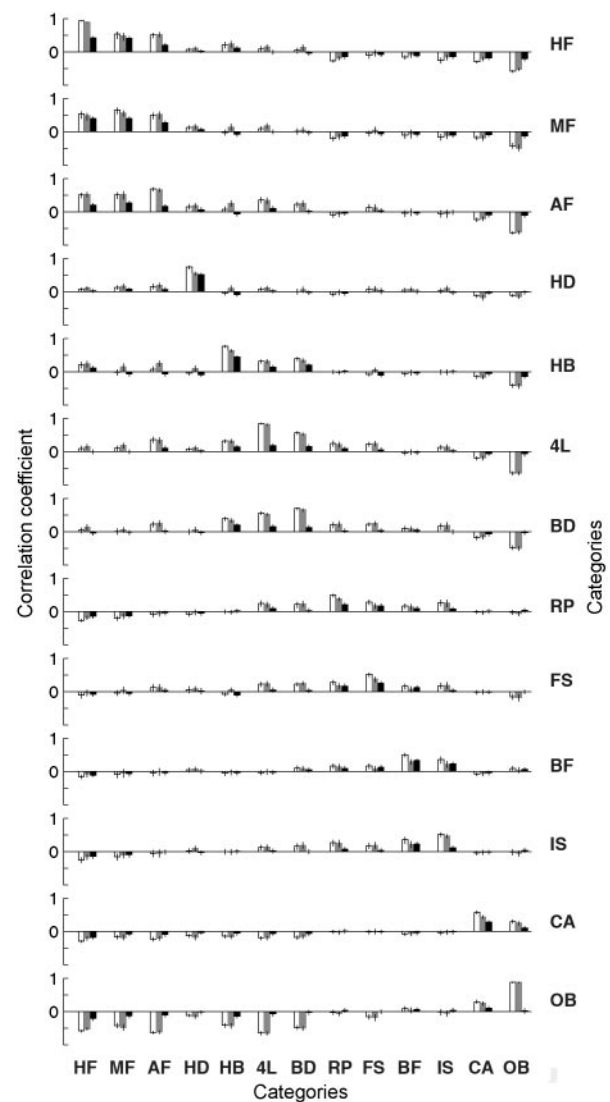 1
0
HF
1
0
MF
1
0
AF
1
0
HD
1
0
HB
1
0
4L
1
0
BD
1
0
RP
1
0
FS
1
0
BF
1
0
IS
1
0
CA
1
0
OB
Correlation coefficient
Categories
HF MF AF HD HB 4L BD RP FS BF IS CA OB
Categories